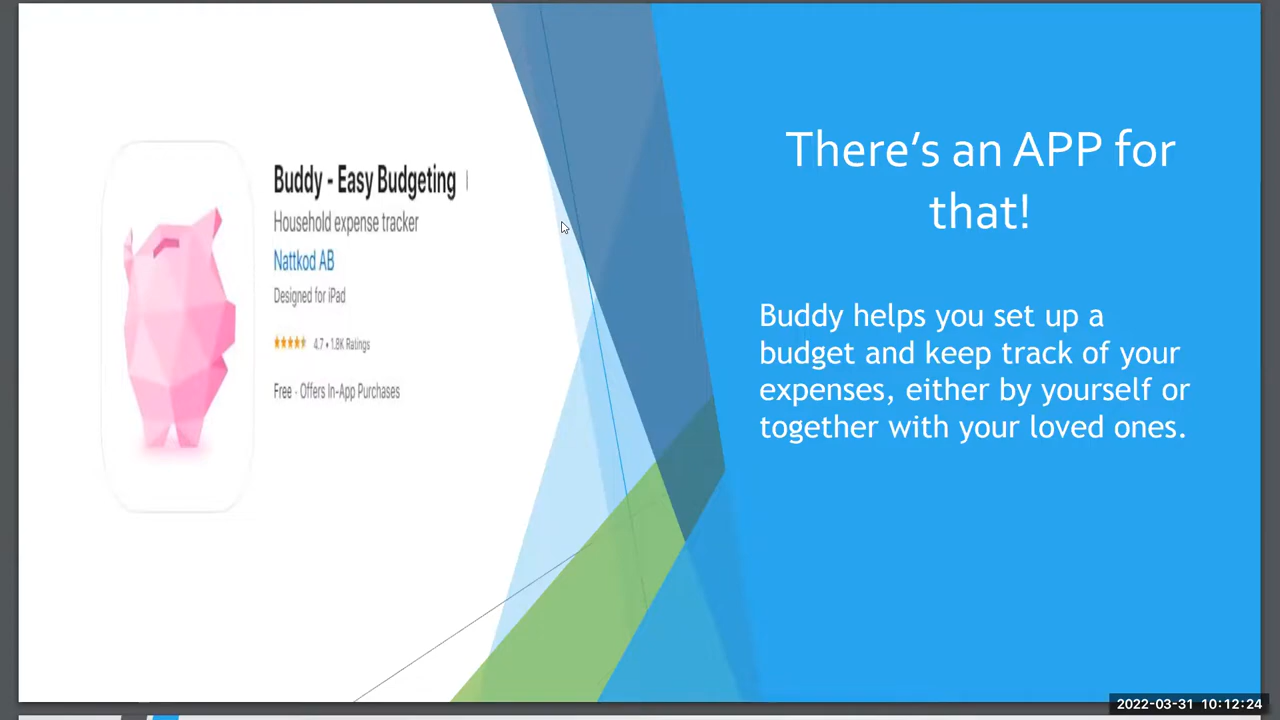 Buddy - Easy Budgeting
Household expense tracker
Nattkod AB
Designed for iPad
4.7 • 1.8K Ratings
Free · Offers In-App Purchases
There's an APP for
that!
Buddy helps you set up a
budget and keep track of your
expenses, either by yourself or
together with your loved ones.
2022-03-31 10:12:24